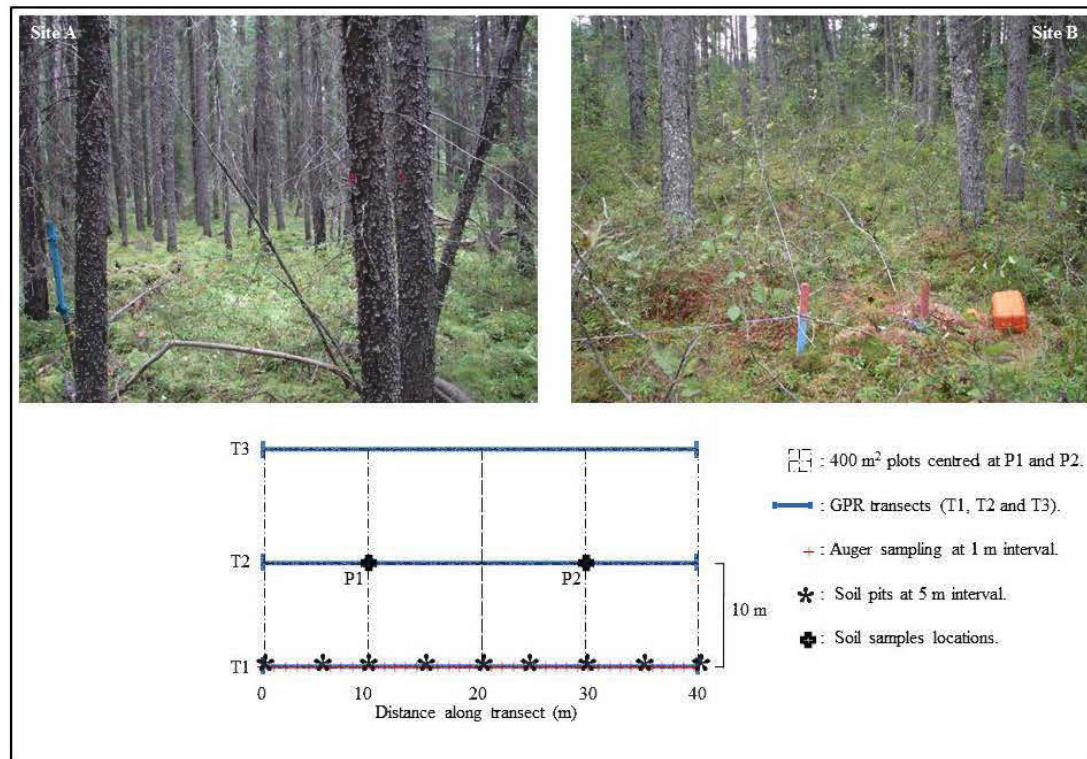 Site A
Site B
T3
T2
T1
P1
P2
10 m
0 10 20 30 40
Distance along transect (m)
: 400 m² plots centred at P1 and P2.
: GPR transects (T1, T2 and T3).
: Auger sampling at 1 m interval.
: Soil pits at 5 m interval.
: Soil samples locations.